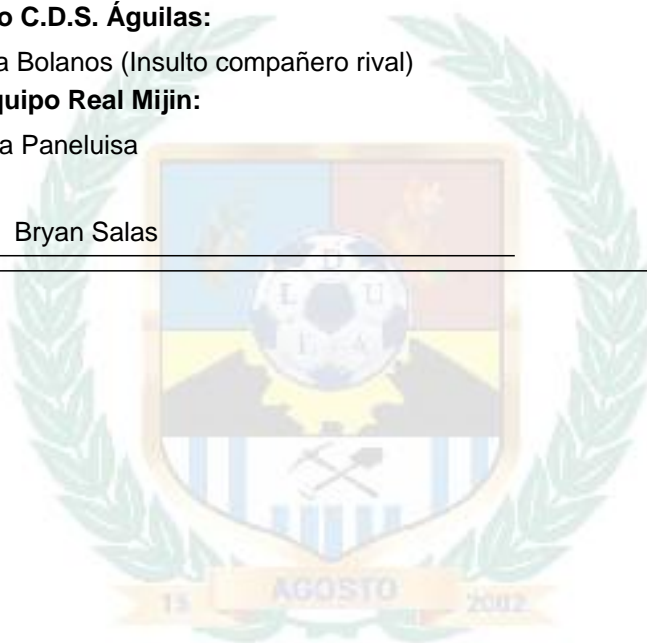 o C.D.S. Águilas:
a Bolanos (Insulto compañero rival)
quipo Real Mijin:
a Paneluisa
Bryan Salas
D
L U
E A
15 AGOSTO 2002